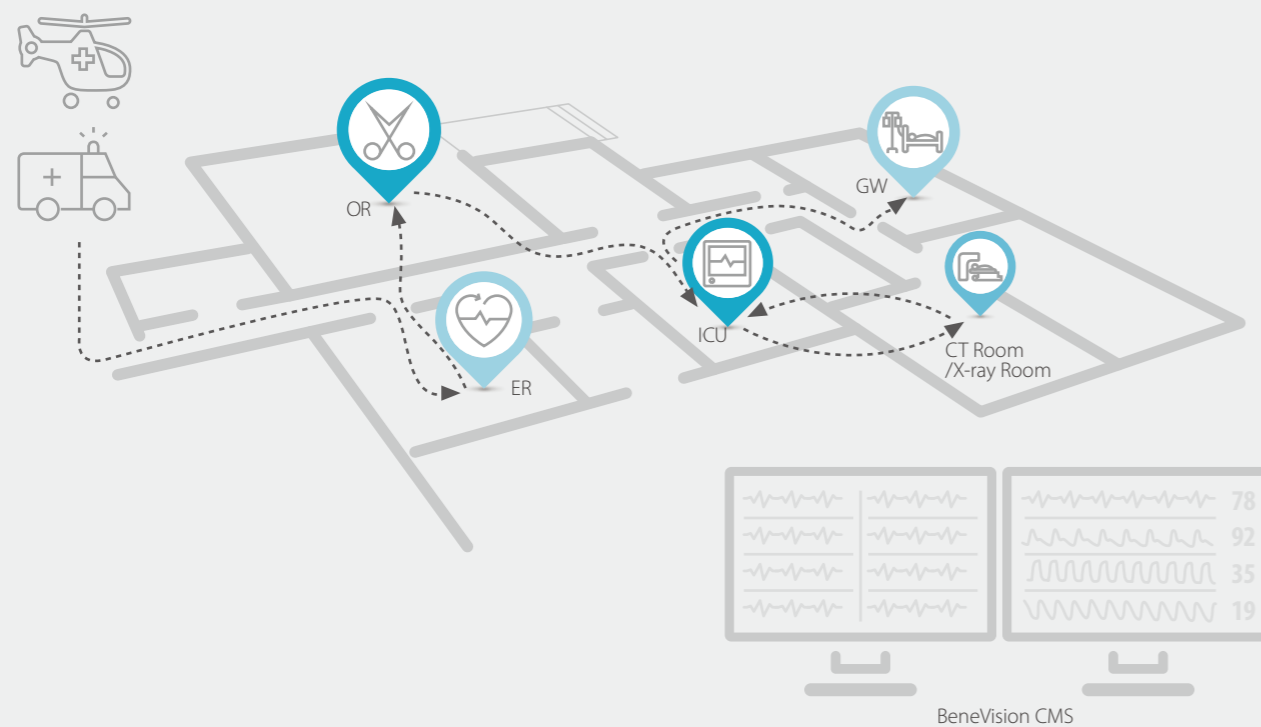 OR
GW
ICU
CT Room
/X-ray Room
ER
78
92
35
19
BeneVision CMS